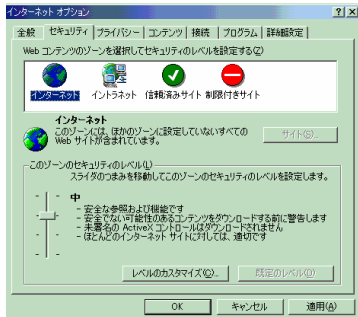 インターネット オプション
全般 セキュリティ プライバシー コンテンツ 接続 プログラム 詳細設定
Web コンテンツのゾーンを選択してセキュリティのレベルを設定する(Z)
インターネット イントラネット 信頼済みサイト 制限付きサイト
インターネット
このゾーンには、ほかのゾーンに設定していないすべての
Web サイトが含まれています。
サイト(S)...
このゾーンのセキュリティのレベル(L)
スライダのつまみを移動してこのゾーンのセキュリティのレベルを設定します。
中
- 安全な参照および機能です
- 安全でない可能性のあるコンテンツをダウンロードする前に警告します
- 未署名の ActiveX コントロールはダウンロードされません
- ほとんどのインターネット サイトに対しては、適切です
レベルのカスタマイズ(C)... 既定のレベル(D)
OK キャンセル 適用(A)